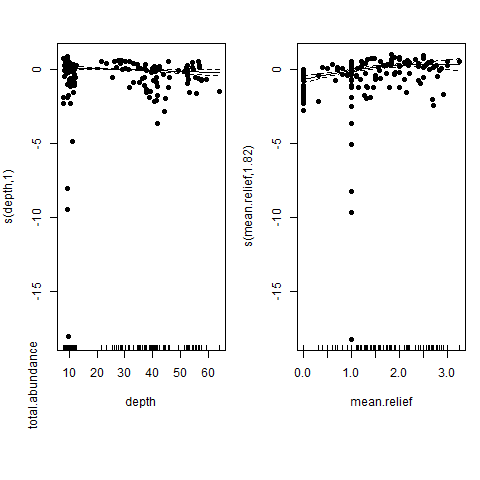 s(depth,1)
0
-5
-10
-15
10 20 30 40 50 60
depth
total.abundance
s(mean.relief,1.82)
0
-5
-10
-15
0.0 1.0 2.0 3.0
mean.relief